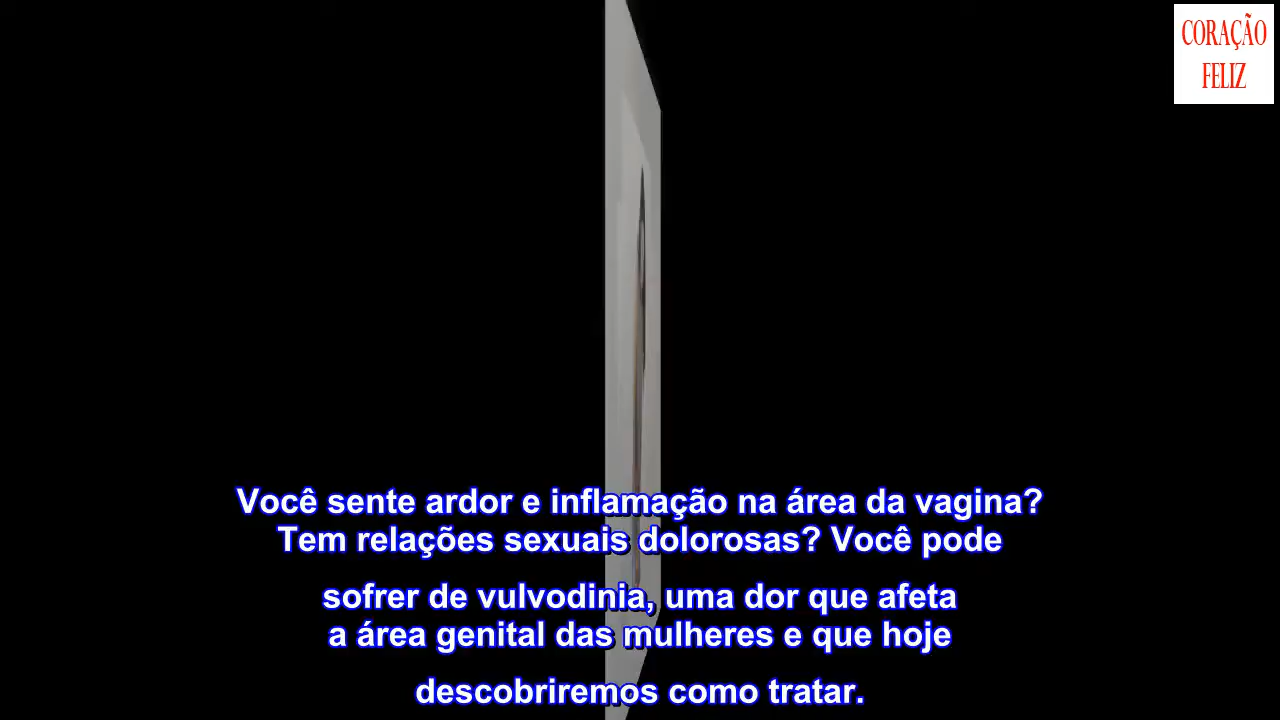 CORAÇÃO
FELIZ
Você sente ardor e inflamação na área da vagina?
Tem relações sexuais dolorosas? Você pode
sofrer de vulvodinia, uma dor que afeta
a área genital das mulheres e que hoje
descobriremos como tratar.